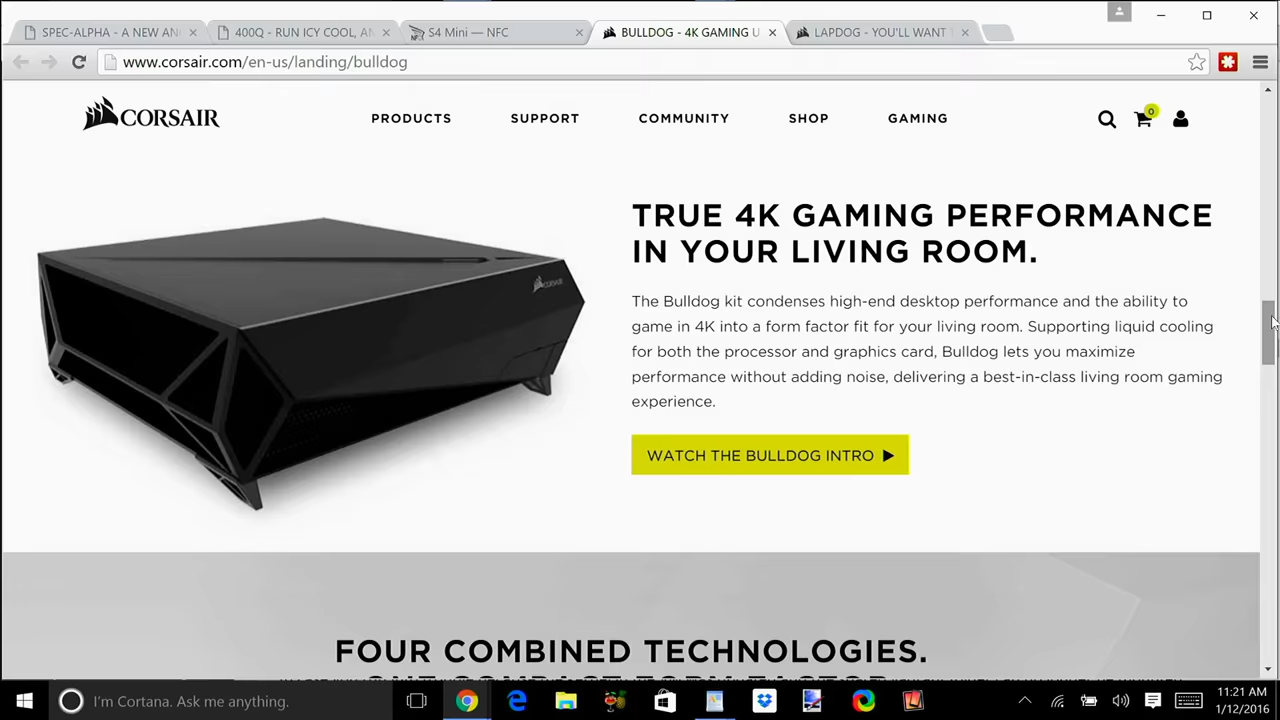 SPEC-ALPHA - A NEW AN
400Q - RUN ICY COOL, AN
S4 Mini — NFC
BULLDOG - 4K GAMING U
LAPDOG - YOU'LL WANT T
www.corsair.com/en-us/landing/bulldog
CORSAIR
PRODUCTS
SUPPORT
COMMUNITY
SHOP
GAMING
0
TRUE 4K GAMING PERFORMANCE
IN YOUR LIVING ROOM.
CORSAIR
The Bulldog kit condenses high-end desktop performance and the ability to
game in 4K into a form factor fit for your living room. Supporting liquid cooling
for both the processor and graphics card, Bulldog lets you maximize
performance without adding noise, delivering a best-in-class living room gaming
experience.
WATCH THE BULLDOG INTRO
FOUR COMBINED TECHNOLOGIES.
I'm Cortana. Ask me anything.
11:21 AM
1/12/2016